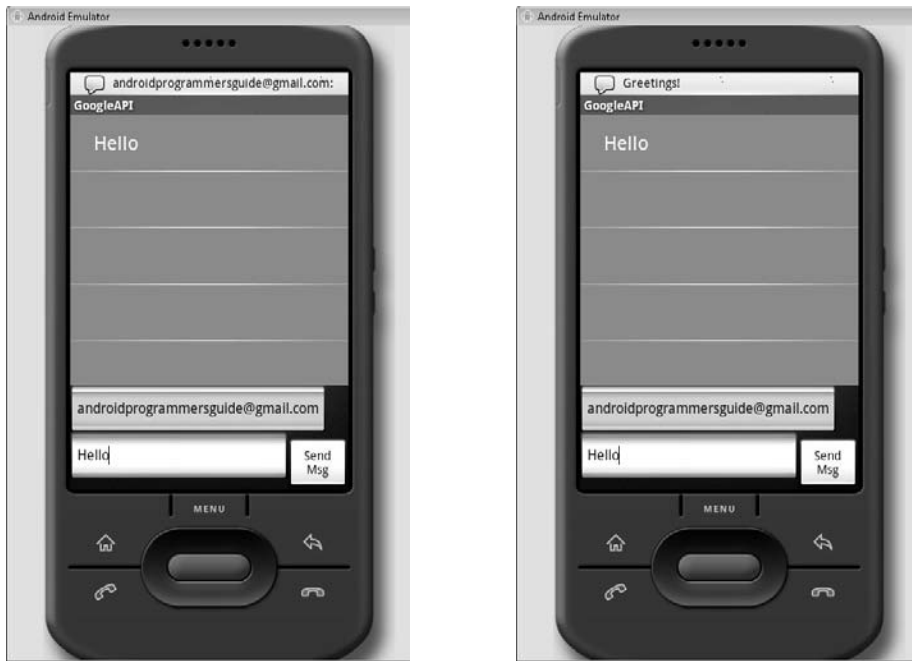 Android Emulator
androidprogrammersguide@gmail.com:
GoogleAPI
Hello
androidprogrammersguide@gmail.com
Hello
Send
Msg
MENU
Android Emulator
Greetings!
GoogleAPI
Hello
androidprogrammersguide@gmail.com
Hello
Send
Msg
MENU